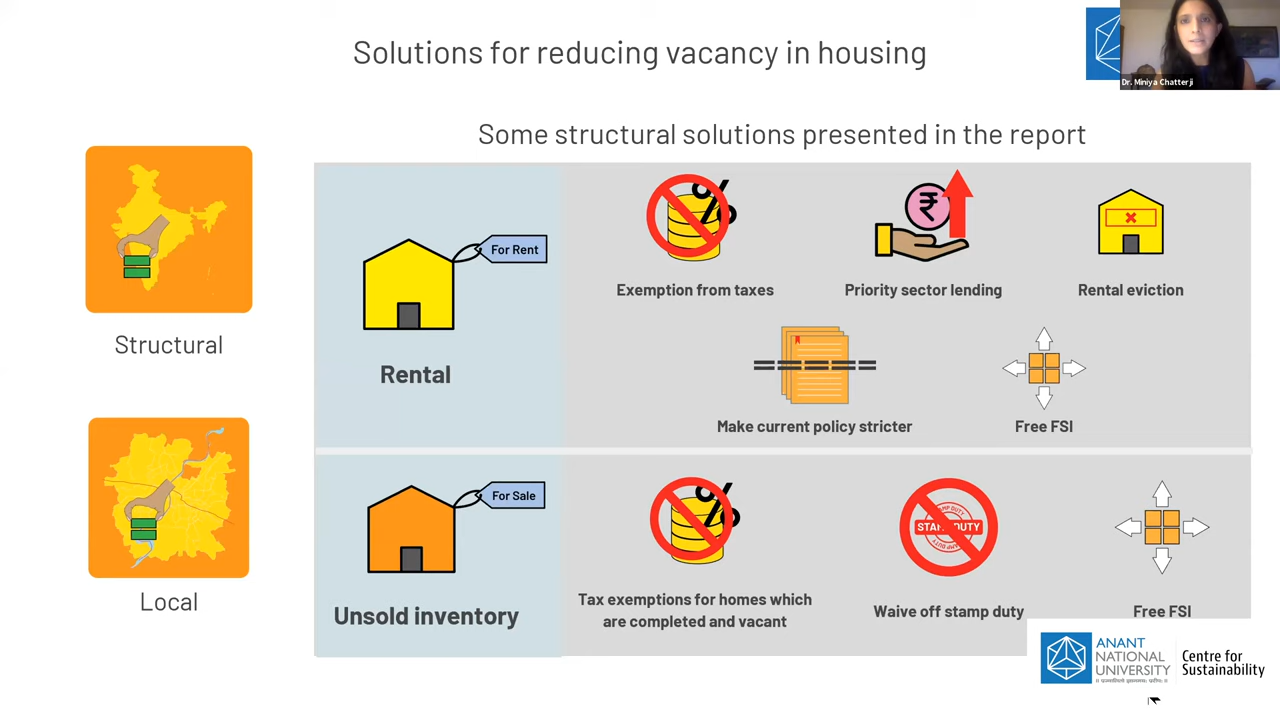 Solutions for reducing vacancy in housing
Dr. Miniya Chatterji
Some structural solutions presented in the report
Structural
Local
For Rent
Rental
%
Exemption from taxes
₹
Priority sector lending
Rental eviction
Make current policy stricter
Free FSI
For Sale
Unsold inventory
%
Tax exemptions for homes which
are completed and vacant
STAMP DUTY
Waive off stamp duty
Free FSI
ANANT
NATIONAL
UNIVERSITY
Centre for
Sustainability